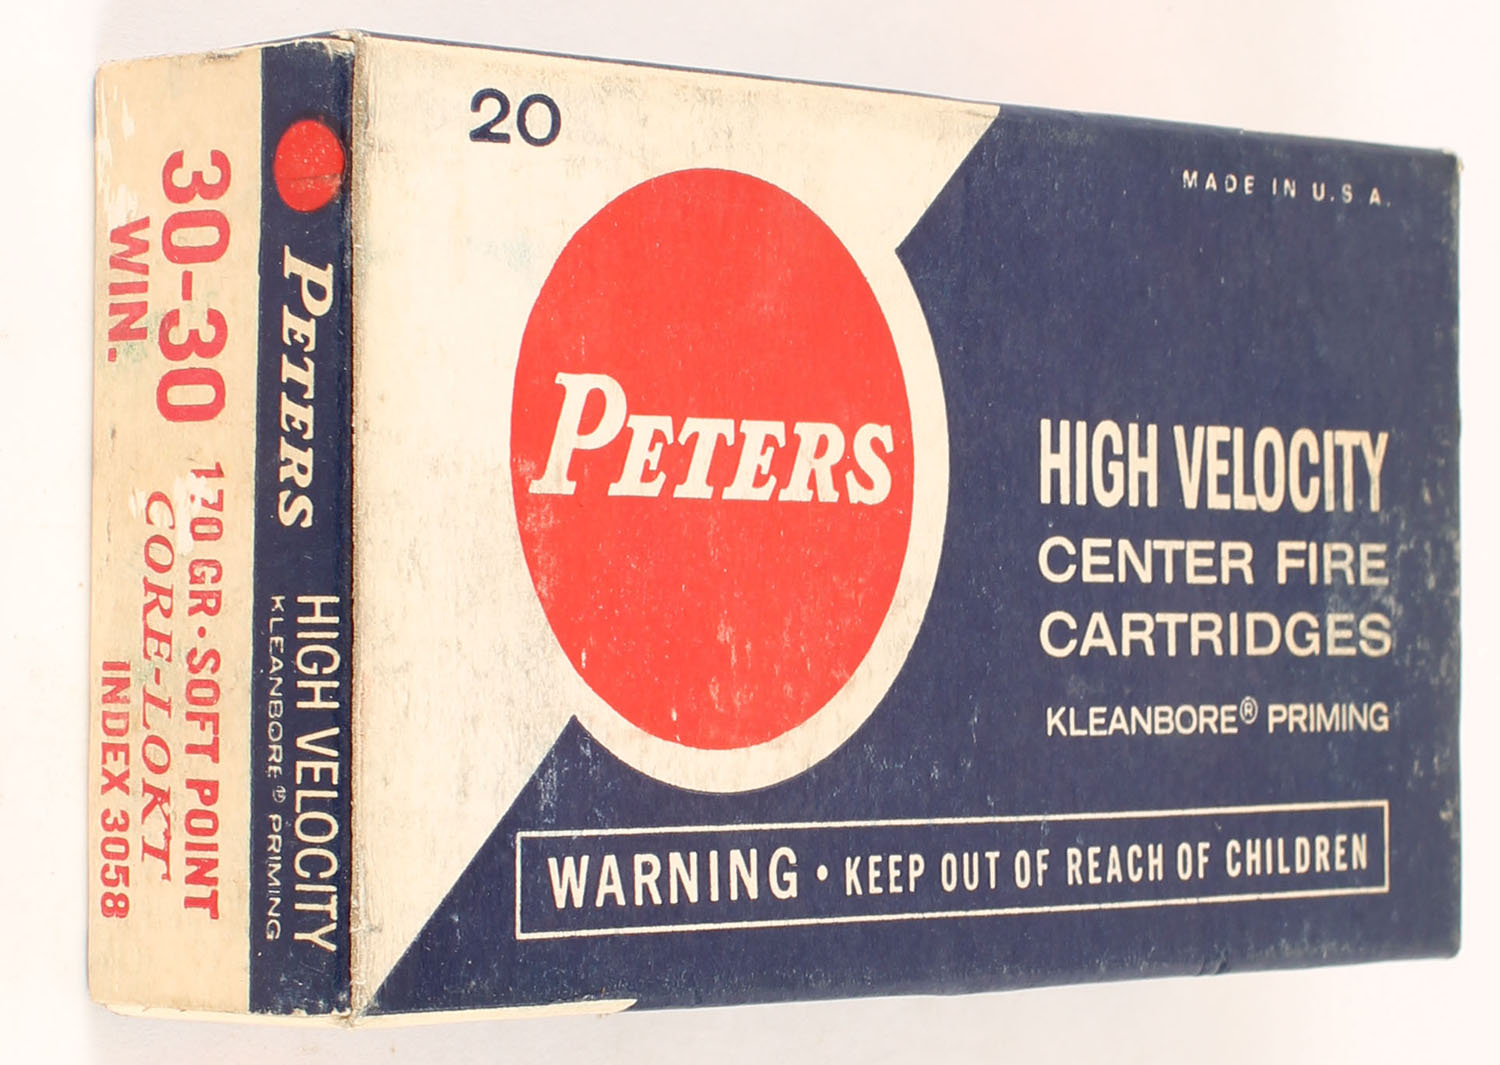 20
MADE IN U.S.A.
PETERS
HIGH VELOCITY
CENTER FIRE
CARTRIDGES
KLEANBORE® PRIMING
WARNING • KEEP OUT OF REACH OF CHILDREN
PETERS HIGH VELOCITY
KLEANBORE® PRIMING
30-30 170 GR. • SOFT POINT
WIN. CORE-LOKT
INDEX 3058